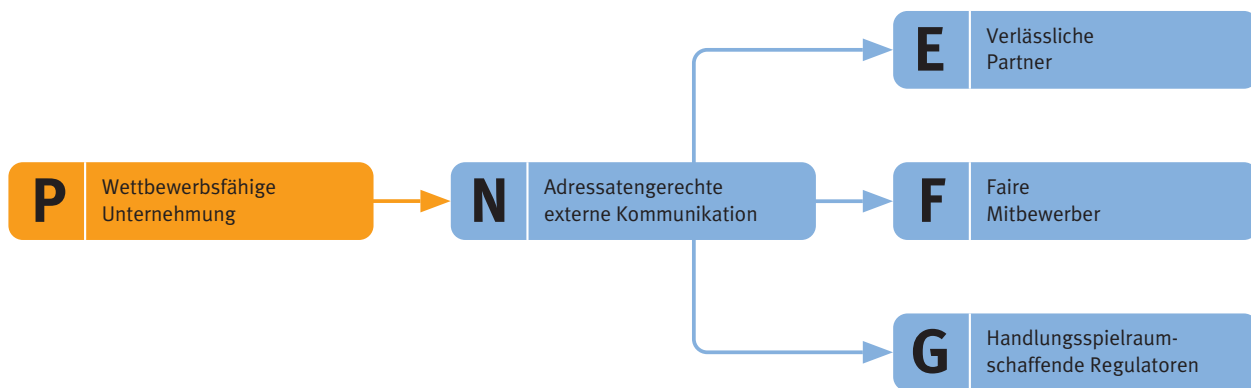 P
Wettbewerbsfähige
Unternehmung
N
Adressatengerechte
externe Kommunikation
E
Verlässliche
Partner
F
Faire
Mitbewerber
G
Handlungsspielraum-
schaffende Regulatoren